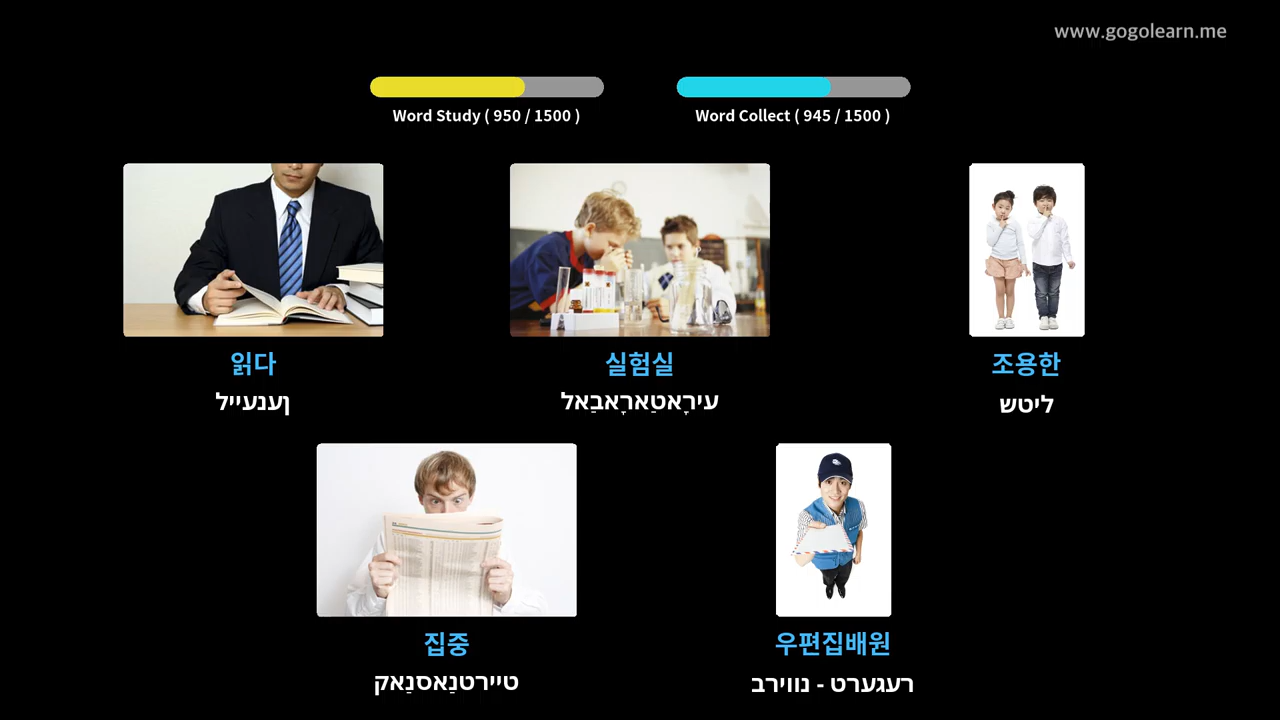 www.gogolearn.me
Word Study ( 950 / 1500 )
Word Collect ( 945 / 1500 )
읽다
ןענעייל
실험실
עירָאטַארָאבַאל
조용한
ליטש
집중
טיירטנַאסנַאק
우편집배원
רעגערט - נווירב